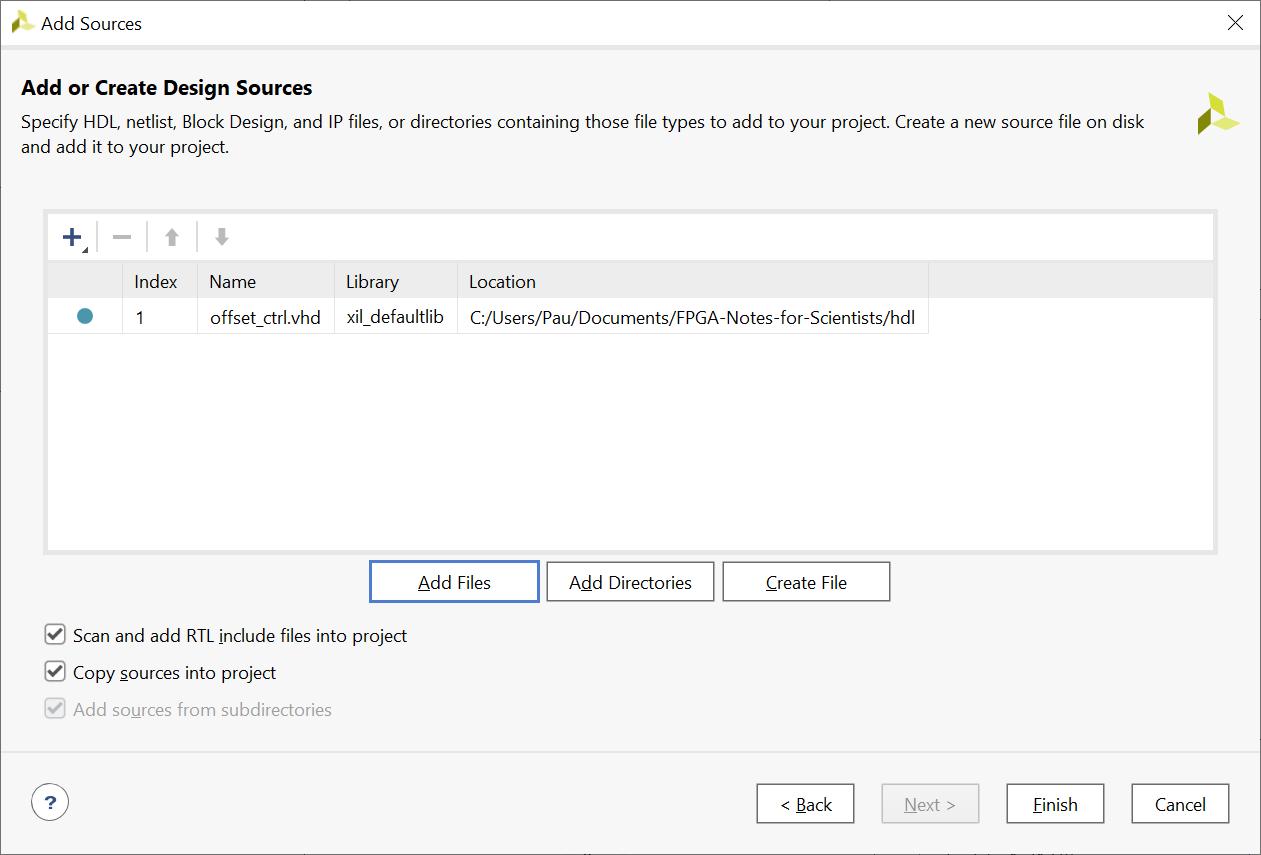 Add Sources
Add or Create Design Sources
Specify HDL, netlist, Block Design, and IP files, or directories containing those file types to add to your project. Create a new source file on disk
and add it to your project.
Index Name Library Location
1 offset_ctrl.vhd xil_defaultlib C:/Users/Pau/Documents/FPGA-Notes-for-Scientists/hdl
Add Files Add Directories Create File
Scan and add RTL include files into project
Copy sources into project
Add sources from subdirectories
? < Back Next > Finish Cancel